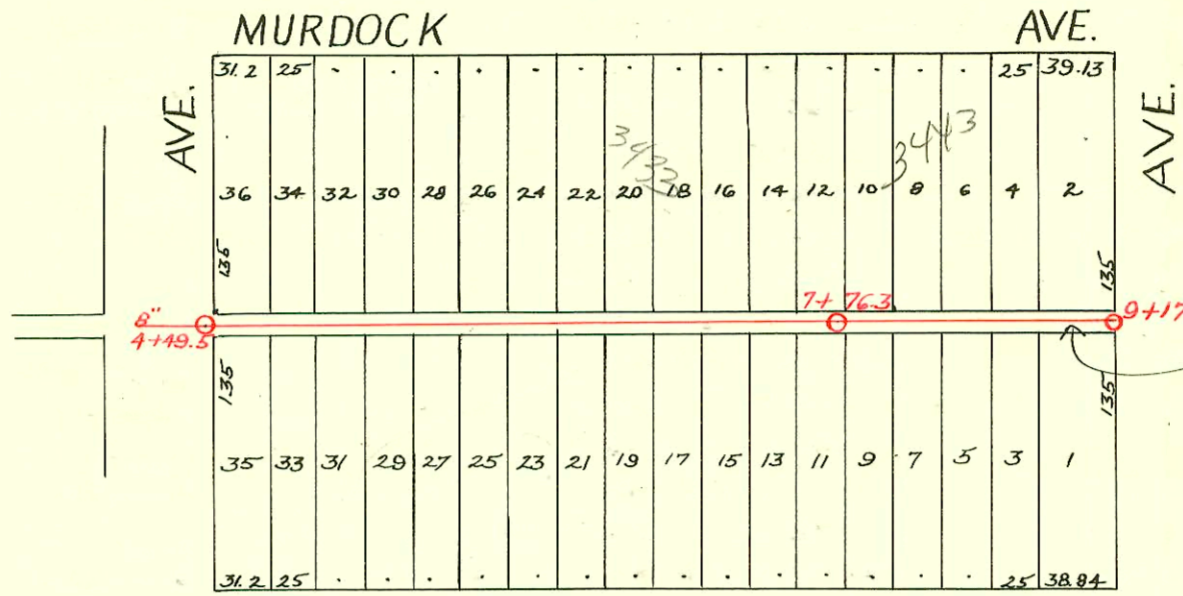 MURDOCK AVE.
AVE.
AVE.
31.2 25 . . . . . . . . . . . . . . 25 39.13
3433 3443
36 34 32 30 28 26 24 22 20 18 16 14 12 10 8 6 4 2
135 135
8" 7+76.3 9+17
4+49.5
135 135
35 33 31 29 27 25 23 21 19 17 15 13 11 9 7 5 3 1
31.2 25 . . . . . . . . . . . . . . 25 38.84